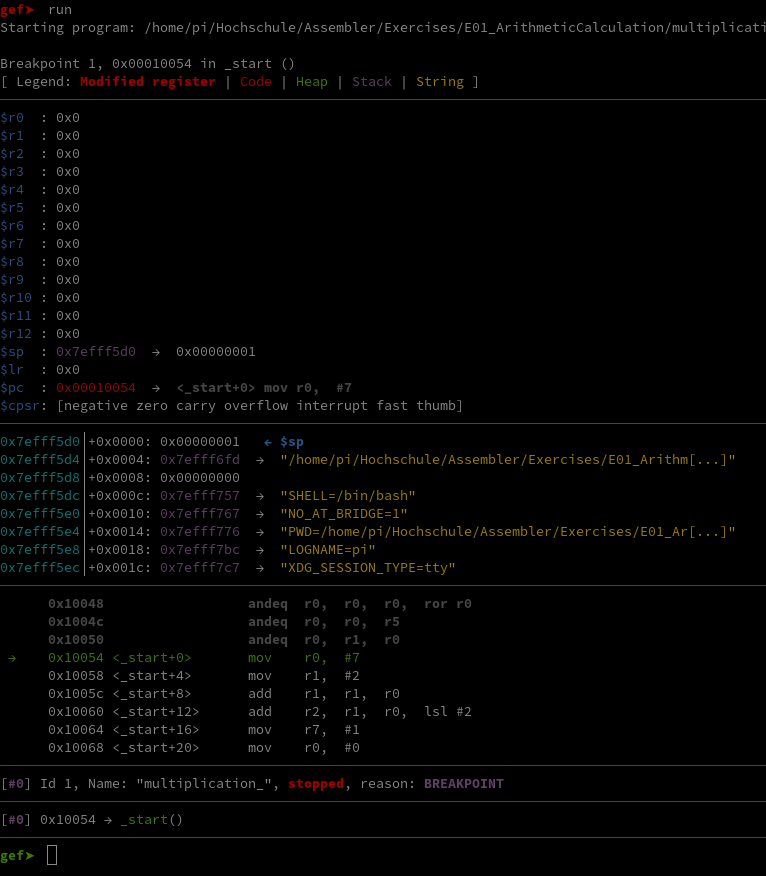 gef➤  run
Starting program: /home/pi/Hochschule/Assembler/Exercises/E01_ArithmeticCalculation/multiplicati
Breakpoint 1, 0x00010054 in _start ()
[ Legend: Modified register | Code | Heap | Stack | String ]
$r0  : 0x0
$r1  : 0x0
$r2  : 0x0
$r3  : 0x0
$r4  : 0x0
$r5  : 0x0
$r6  : 0x0
$r7  : 0x0
$r8  : 0x0
$r9  : 0x0
$r10 : 0x0
$r11 : 0x0
$r12 : 0x0
$sp  : 0x7efff5d0  →  0x00000001
$lr  : 0x0
$pc  : 0x00010054  →  <_start+0> mov r0,  #7
$cpsr: [negative zero carry overflow interrupt fast thumb]
0x7efff5d0│+0x0000: 0x00000001   ← $sp
0x7efff5d4│+0x0004: 0x7efff6fd  →  "/home/pi/Hochschule/Assembler/Exercises/E01_Arithm[...]"
0x7efff5d8│+0x0008: 0x00000000
0x7efff5dc│+0x000c: 0x7efff757  →  "SHELL=/bin/bash"
0x7efff5e0│+0x0010: 0x7efff767  →  "NO_AT_BRIDGE=1"
0x7efff5e4│+0x0014: 0x7efff776  →  "PWD=/home/pi/Hochschule/Assembler/Exercises/E01_Ar[...]"
0x7efff5e8│+0x0018: 0x7efff7bc  →  "LOGNAME=pi"
0x7efff5ec│+0x001c: 0x7efff7c7  →  "XDG_SESSION_TYPE=tty"
0x10048                  andeq  r0,  r0,  r0,  ror r0
0x1004c                  andeq  r0,  r0,  r5
0x10050                  andeq  r0,  r1,  r0
→    0x10054 <_start+0>       mov    r0,  #7
0x10058 <_start+4>       mov    r1,  #2
0x1005c <_start+8>       add    r1,  r1,  r0
0x10060 <_start+12>      add    r2,  r1,  r0,  lsl #2
0x10064 <_start+16>      mov    r7,  #1
0x10068 <_start+20>      mov    r0,  #0
[#0] Id 1, Name: "multiplication_", stopped, reason: BREAKPOINT
[#0] 0x10054 → _start()
gef➤